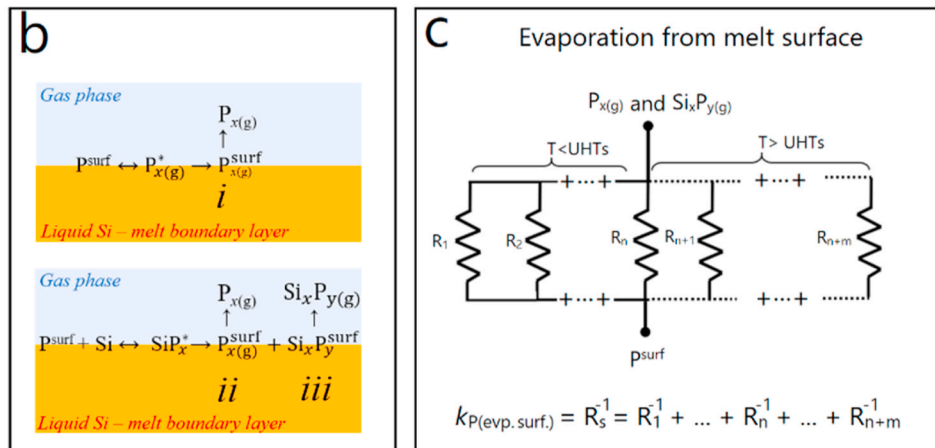 b
Gas phase
Pₓ₍g₎
↑
Pˢᵘʳᶠ ↔ P*ₓ₍g₎ → Pˢᵘʳᶠₓ₍g₎
i
Liquid Si – melt boundary layer
Gas phase
Pₓ₍g₎ SiₓPy(g)
↑ ↑
Pˢᵘʳᶠ + Si ↔ SiP*ₓ → Pˢᵘʳᶠₓ₍g₎ + SiₓPyˢᵘʳᶠ
ii iii
Liquid Si – melt boundary layer
c
Evaporation from melt surface
Pₓ₍g₎ and SiₓPy(g)
T<UHTs T> UHTs
+···+ +···+
R₁ R₂ Rₙ Rₙ₊₁ Rₙ₊ₘ
+···+ +···+
Pˢᵘʳᶠ
kP(evp. surf.) = Rₛ⁻¹ = R₁⁻¹ + ... + Rₙ⁻¹ + ... + Rₙ₊ₘ⁻¹